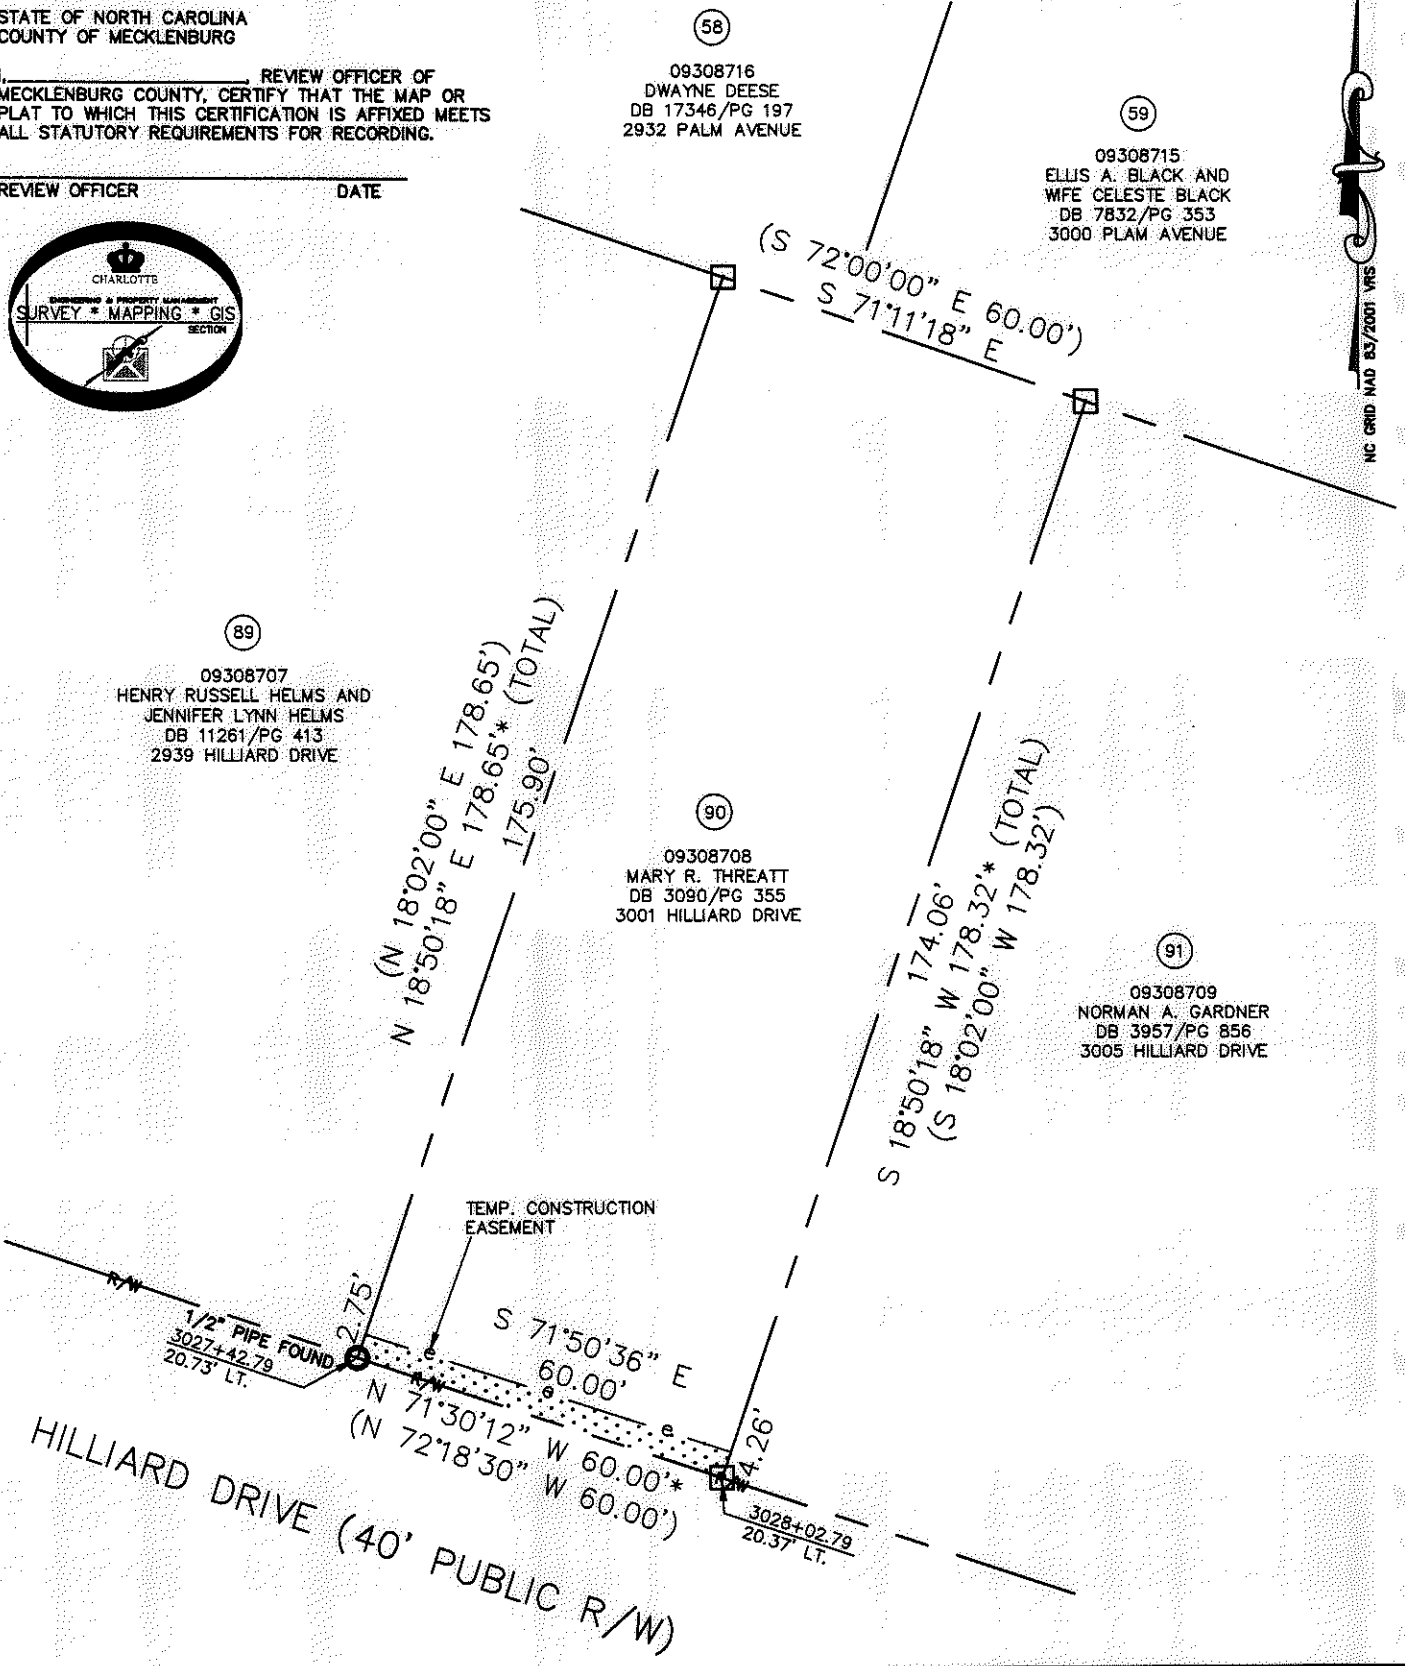 STATE OF NORTH CAROLINA
COUNTY OF MECKLENBURG
I,____________________, REVIEW OFFICER OF
MECKLENBURG COUNTY, CERTIFY THAT THE MAP OR
PLAT TO WHICH THIS CERTIFICATION IS AFFIXED MEETS
ALL STATUTORY REQUIREMENTS FOR RECORDING.
REVIEW OFFICER DATE
CHARLOTTE
ENGINEERING & PROPERTY MANAGEMENT
SURVEY * MAPPING * GIS
SECTION
58
09308716
DWAYNE DEESE
DB 17346/PG 197
2932 PALM AVENUE
59
09308715
ELLIS A. BLACK AND
WIFE CELESTE BLACK
DB 7832/PG 353
3000 PLAM AVENUE
NC GRID NAD 83/2001 VRS
(S 72°00'00" E 60.00')
S 71°11'18" E
89
09308707
HENRY RUSSELL HELMS AND
JENNIFER LYNN HELMS
DB 11261/PG 413
2939 HILLIARD DRIVE
(N 18°02'00" E 178.65')
N 18°50'18" E 178.65'* (TOTAL)
175.90'
90
09308708
MARY R. THREATT
DB 3090/PG 355
3001 HILLIARD DRIVE
174.06'
S 18°50'18" W 178.32'* (TOTAL)
(S 18°02'00" W 178.32')
91
09308709
NORMAN A. GARDNER
DB 3957/PG 856
3005 HILLIARD DRIVE
TEMP. CONSTRUCTION
EASEMENT
R/W
2.75'
1/2" PIPE FOUND
3027+42.79
20.73' LT.
S 71°50'36" E
60.00'
e
e
e
R/W
N 71°30'12" W 60.00'*
(N 72°18'30" W 60.00')
4.26'
R/W
3028+02.79
20.37' LT.
HILLIARD DRIVE (40' PUBLIC R/W)